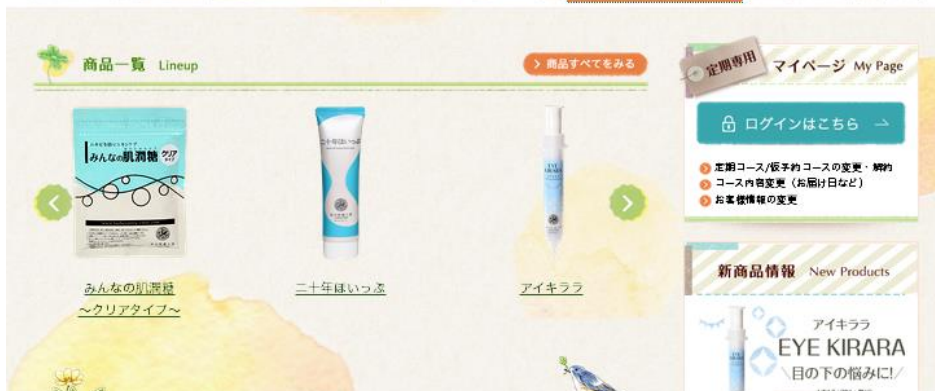 商品一覧 Lineup
商品すべてをみる
みんなの肌潤糖 クリア
二十年ほいっぷ
EYE KIRARA
みんなの肌潤糖
～クリアタイプ～
二十年ほいっぷ
アイキララ
定期専用 マイページ My Page
ログインはこちら
定期コース/仮予約コースの変更・解約
コース内容変更（お届け日など）
お客様情報の変更
新商品情報 New Products
アイキララ
EYE KIRARA
\目の下の悩みに!/